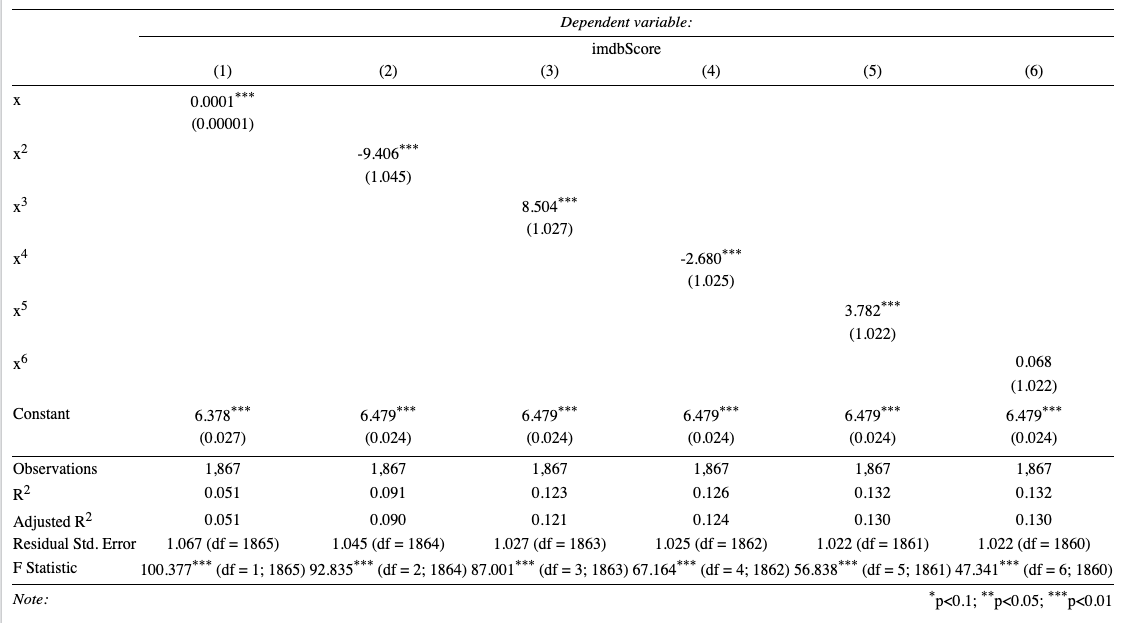 Dependent variable:
imdbScore
(1) (2) (3) (4) (5) (6)
x 0.0001***
(0.00001)
x2 -9.406***
(1.045)
x3 8.504***
(1.027)
x4 -2.680***
(1.025)
x5 3.782***
(1.022)
x6 0.068
(1.022)
Constant 6.378*** 6.479*** 6.479*** 6.479*** 6.479*** 6.479***
(0.027) (0.024) (0.024) (0.024) (0.024) (0.024)
Observations 1,867 1,867 1,867 1,867 1,867 1,867
R2 0.051 0.091 0.123 0.126 0.132 0.132
Adjusted R2 0.051 0.090 0.121 0.124 0.130 0.130
Residual Std. Error 1.067 (df = 1865) 1.045 (df = 1864) 1.027 (df = 1863) 1.025 (df = 1862) 1.022 (df = 1861) 1.022 (df = 1860)
F Statistic 100.377*** (df = 1; 1865) 92.835*** (df = 2; 1864) 87.001*** (df = 3; 1863) 67.164*** (df = 4; 1862) 56.838*** (df = 5; 1861) 47.341*** (df = 6; 1860)
Note: *p<0.1; **p<0.05; ***p<0.01